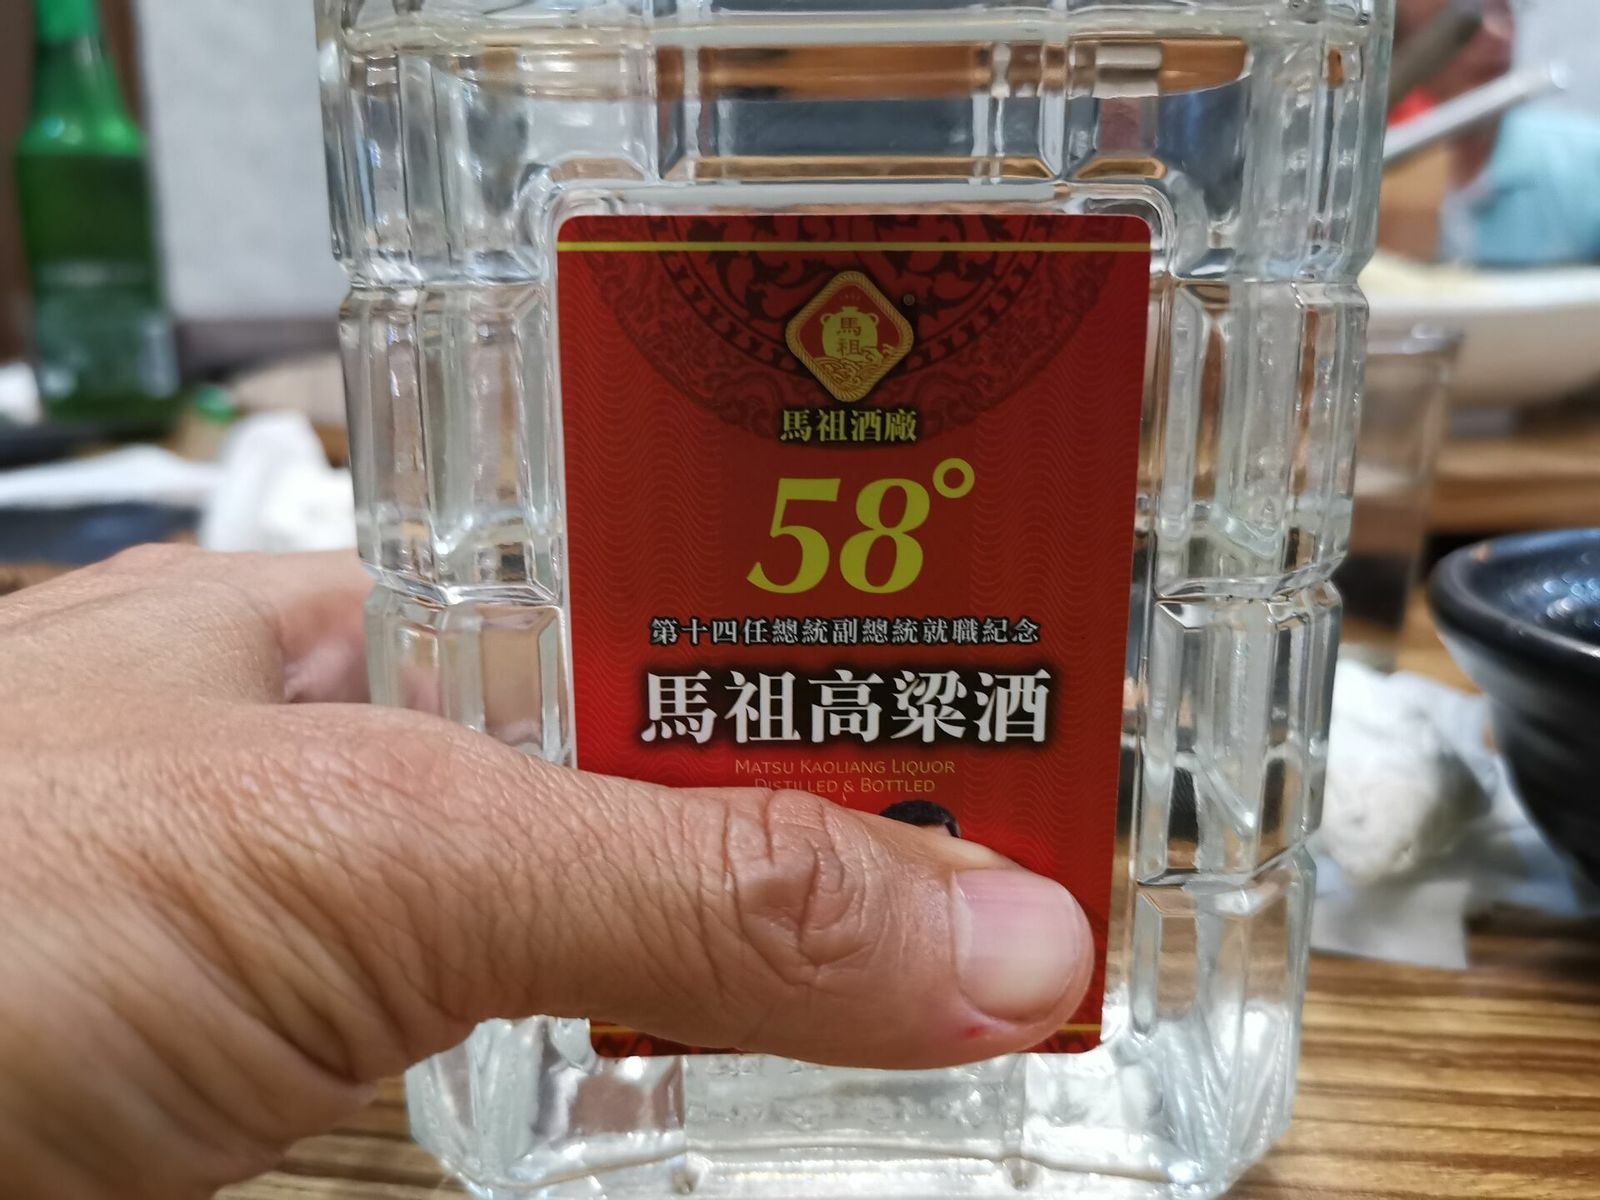 馬
祖
®
馬祖酒廠
58°
第十四任總統副總統就職紀念
馬祖高粱酒
MATSU KAOLIANG LIQUOR
DISTILLED & BOTTLED